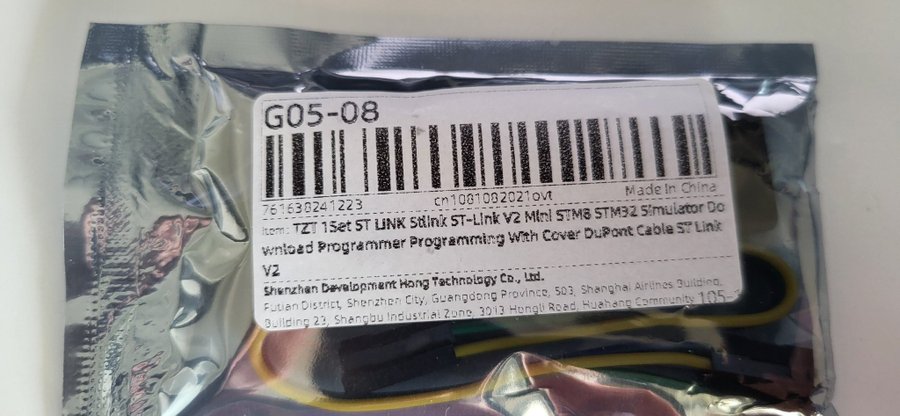 G05-08
761638241223 cn1081082021ovt Made In China
Item: TZT 1Set ST LINK Stlink ST-Link V2 Mini STM8 STM32 Simulator Do
wnload Programmer Programming With Cover DuPont Cable ST Link
V2
Shenzhen Development Hong Technology Co., Ltd.
Futian District, Shenzhen City, Guangdong Province, 503, Shanghai Airlines Building,
Building 23, Shangbu Industrial Zone, 3013 Hongli Road, Huahang Community 105